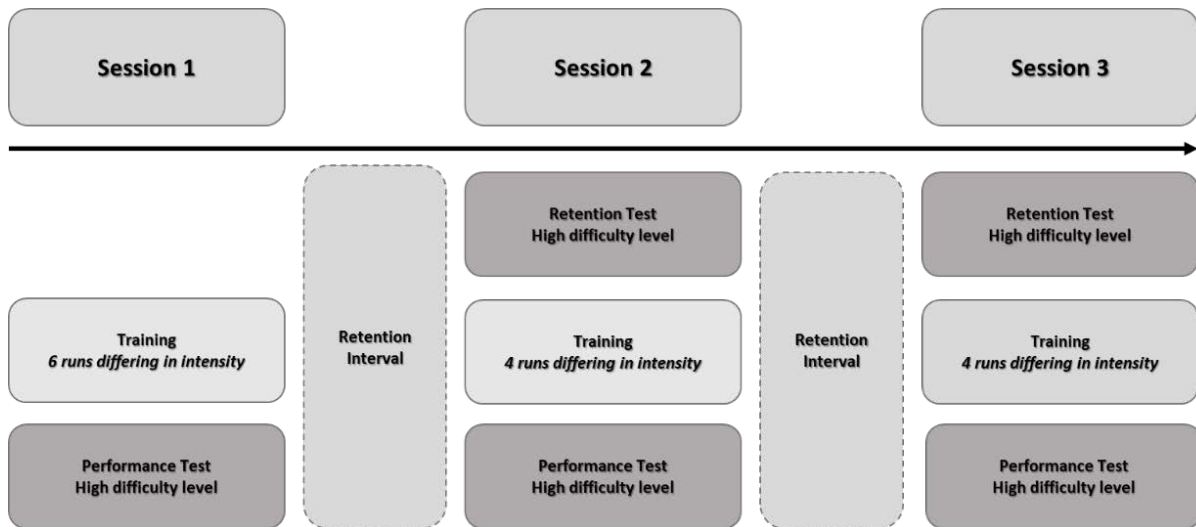 Session 1
Session 2
Session 3
Retention Test
High difficulty level
Retention Test
High difficulty level
Training
6 runs differing in intensity
Retention
Interval
Training
4 runs differing in intensity
Retention
Interval
Training
4 runs differing in intensity
Performance Test
High difficulty level
Performance Test
High difficulty level
Performance Test
High difficulty level